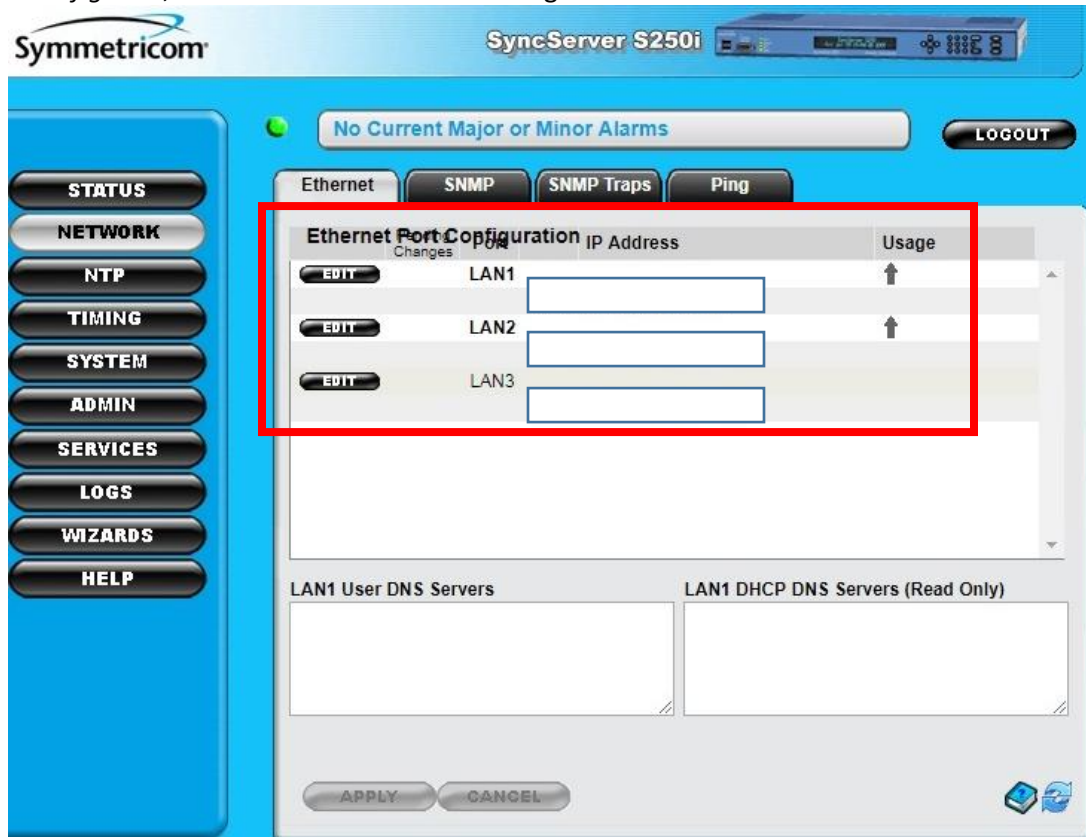 Symmetricom
SyncServer S250i
No Current Major or Minor Alarms
LOGOUT
Ethernet
SNMP
SNMP Traps
Ping
STATUS
NETWORK
NTP
TIMING
SYSTEM
ADMIN
SERVICES
LOGS
WIZARDS
HELP
Ethernet Port Configuration
Changes
Port
IP Address
Usage
EDIT LAN1
EDIT LAN2
EDIT LAN3
LAN1 User DNS Servers
LAN1 DHCP DNS Servers (Read Only)
APPLY
CANCEL